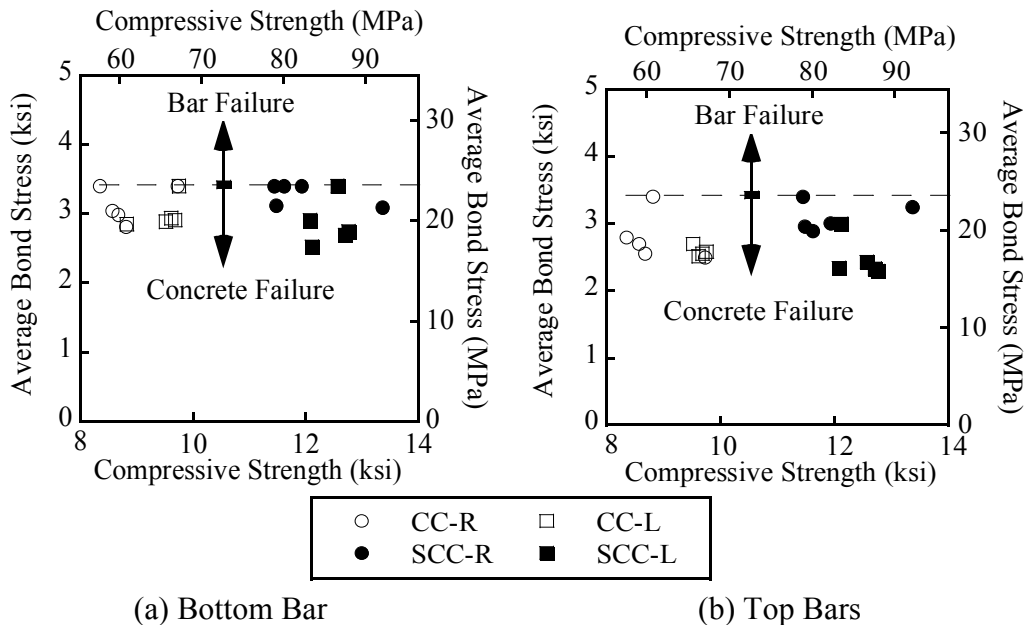 Compressive Strength (MPa)
60 70 80 90
5
4
3
2
1
0
Average Bond Stress (ksi)
Bar Failure
Concrete Failure
30
20
10
0
Average Bond Stress (MPa)
8 10 12 14
Compressive Strength (ksi)
Compressive Strength (MPa)
60 70 80 90
5
4
3
2
1
0
Average Bond Stress (ksi)
Bar Failure
Concrete Failure
30
20
10
0
Average Bond Stress (MPa)
8 10 12 14
Compressive Strength (ksi)
CC-R CC-L
SCC-R SCC-L
(a) Bottom Bar
(b) Top Bars